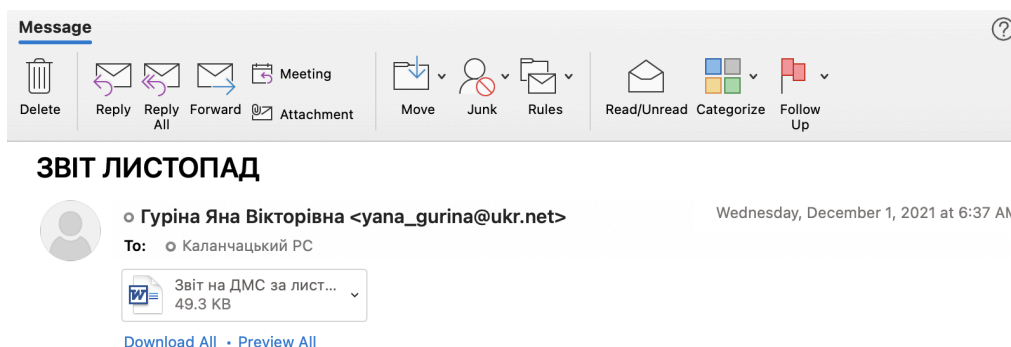 Message
Delete
Reply
Reply All
Forward
Meeting
Attachment
Move
Junk
Rules
Read/Unread
Categorize
Follow Up
ЗВІТ ЛИСТОПАД
Гуріна Яна Вікторівна <yana_gurina@ukr.net>
Wednesday, December 1, 2021 at 6:37 AM
To: Каланчацький РС
W
Звіт на ДМС за лист...
49.3 KB
Download All • Preview All